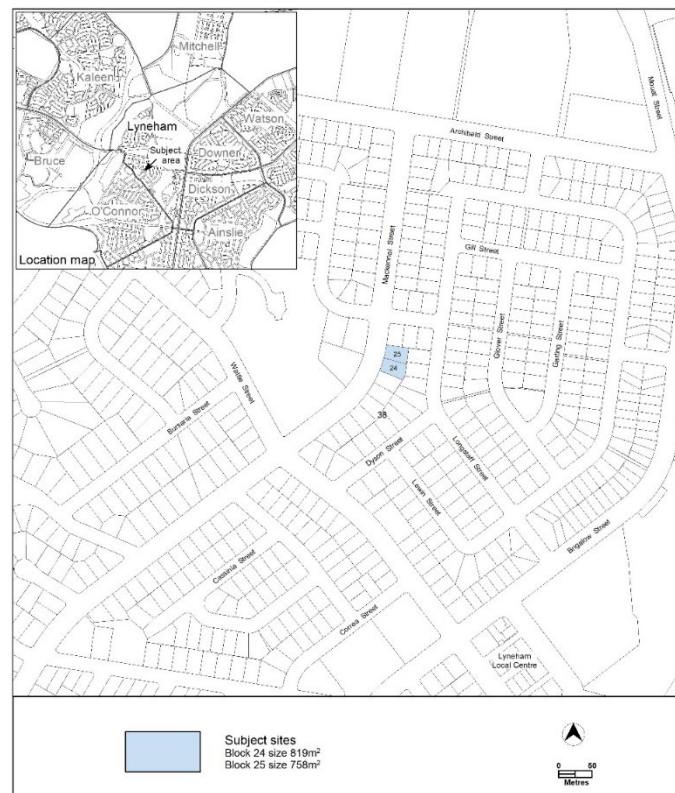 Mitchell
Kaleen
Watson
Lyneham
Downer
Bruce
Subject
area
Dickson
O'Connor
Ainslie
Location map
Mouat Street
Archibald Street
Mackennal Street
Gill Street
Glover Street
Garling Street
25
24
38
Wattle Street
Burnaria Street
Dyson Street
Longstaff Street
Lewin Street
Brigalow Street
Cassinia Street
Correa Street
Lyneham
Local Centre
Subject sites
Block 24 size 819m²
Block 25 size 758m²
0 50
Metres